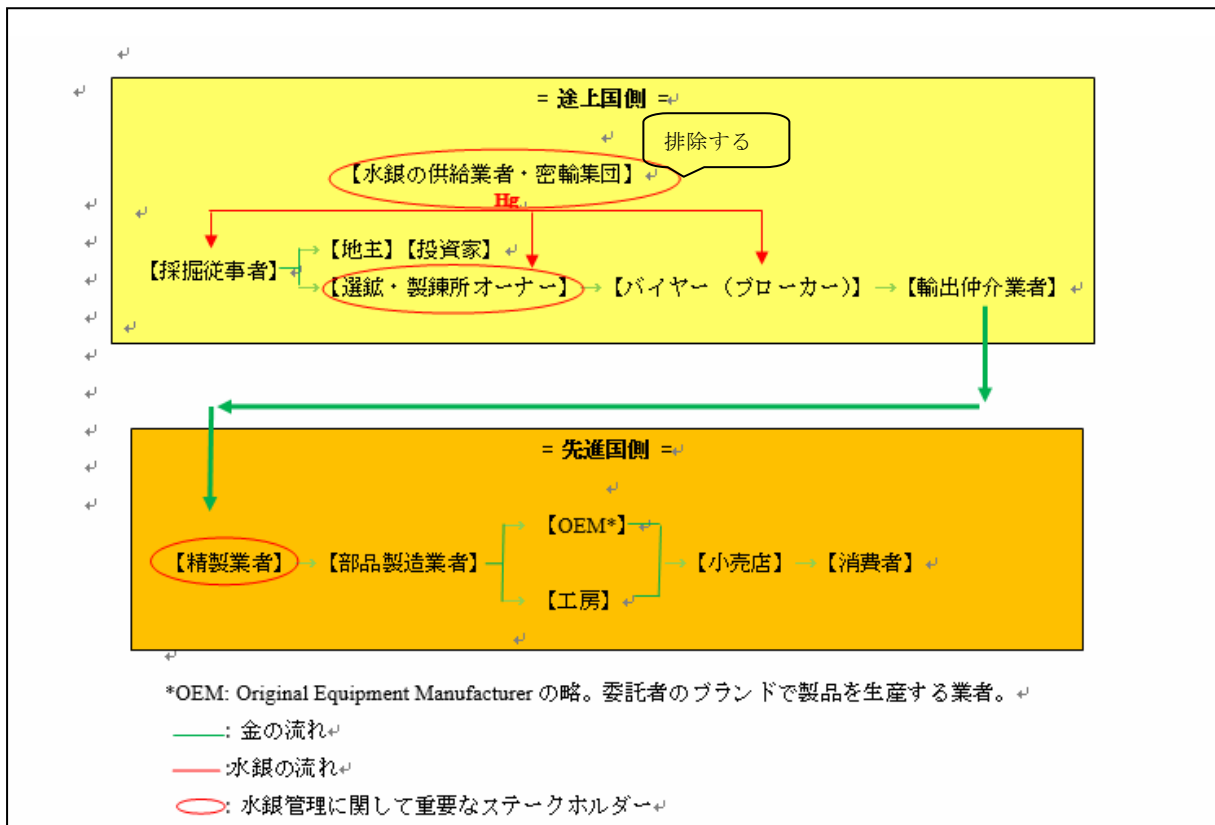 = 途上国側 =
排除する
【水銀の供給業者・密輸集団】
Hg
【地主】【投資家】
【採掘従事者】
【選鉱・製錬所オーナー】
【バイヤー（ブローカー）】
【輸出仲介業者】
= 先進国側 =
【OEM*】
【精製業者】
【部品製造業者】
【小売店】
【消費者】
【工房】
*OEM: Original Equipment Manufacturer の略。委託者のブランドで製品を生産する業者。
: 金の流れ
:水銀の流れ
: 水銀管理に関して重要なステークホルダー